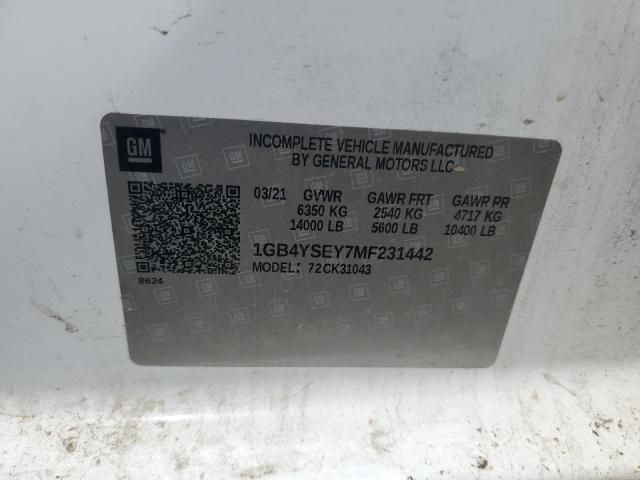 GM
INCOMPLETE VEHICLE MANUFACTURED
BY GENERAL MOTORS LLC
03/21 GVWR GAWR FRT GAWR RR
6350 KG 2540 KG 4717 KG
14000 LB 5600 LB 10400 LB
1GB4YSEY7MF231442
MODEL: 72CK31043
8624